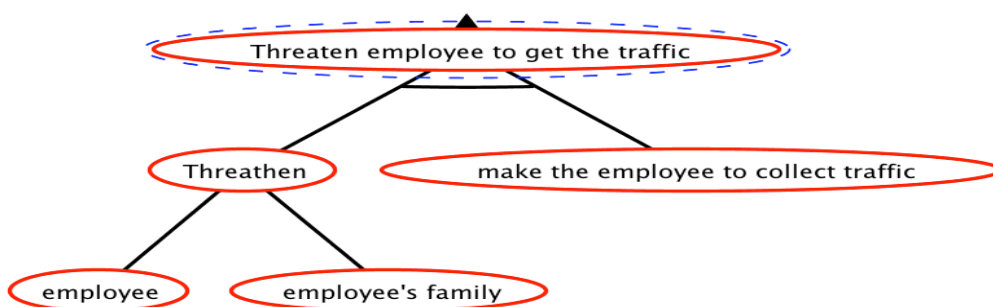 Threaten employee to get the traffic
Threathen
make the employee to collect traffic
employee
employee's family